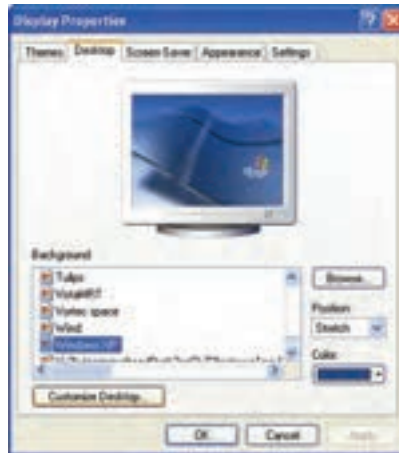 Display Properties
Themes Desktop Screen Saver Appearance Settings
Background
Tulips
Browse...
Vortec space
Position:
Wind
Stretch
Windows XP
Color:
Customize Desktop...
OK Cancel Apply